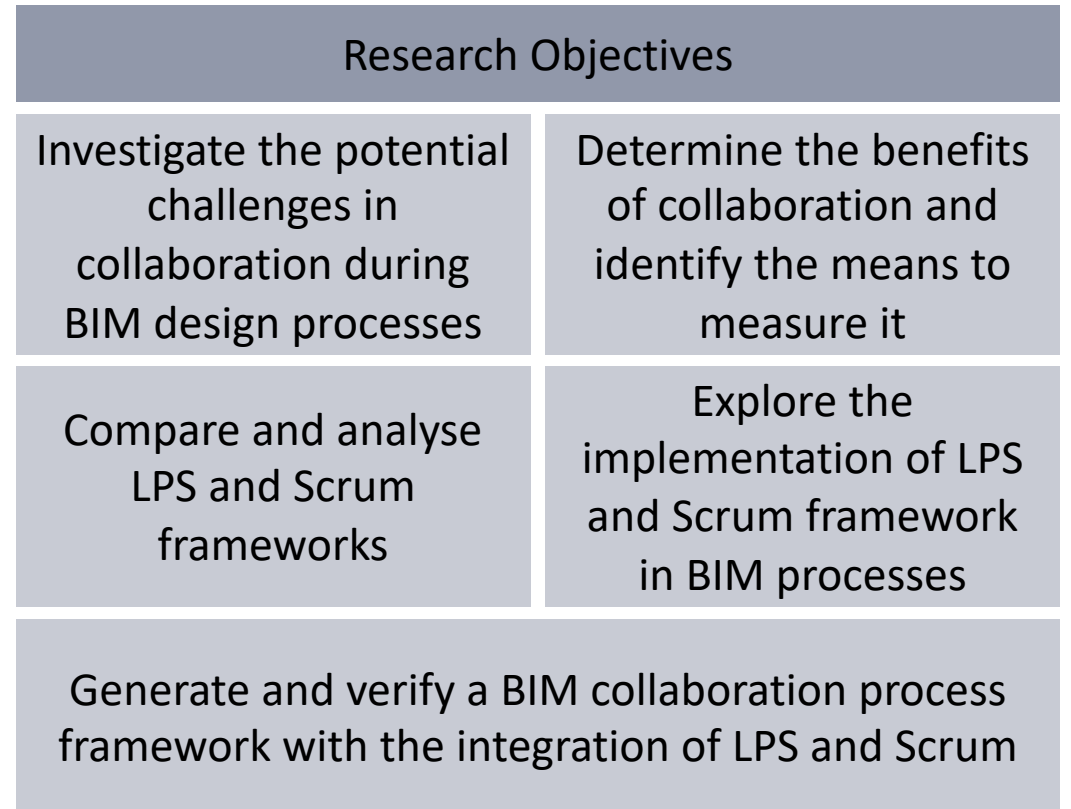 Research Objectives
Investigate the potential
challenges in
collaboration during
BIM design processes
Determine the benefits
of collaboration and
identify the means to
measure it
Compare and analyse
LPS and Scrum
frameworks
Explore the
implementation of LPS
and Scrum framework
in BIM processes
Generate and verify a BIM collaboration process
framework with the integration of LPS and Scrum